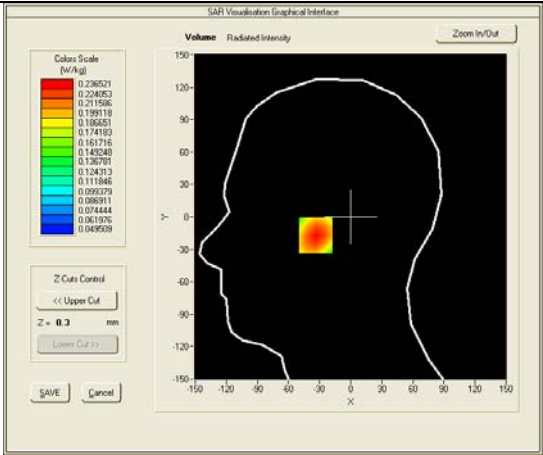 SAR Visualisation Graphical Interface
Colors Scale
(W/kg)
0.236521
0.224053
0.211586
0.199118
0.186651
0.174183
0.161716
0.149248
0.136781
0.124313
0.111846
0.099379
0.086911
0.074444
0.061976
0.049509
Z-Cuts Control
<< Upper Cut
Z = 0.3 mm
Lower Cut >>
SAVE
Cancel
Volume Radiated Intensity
Zoom In/Out
150
120
90
60
30
0
-30
-60
-90
-120
-150
Y
-150 -120 -90 -60 -30 0 30 60 90 120 150
X